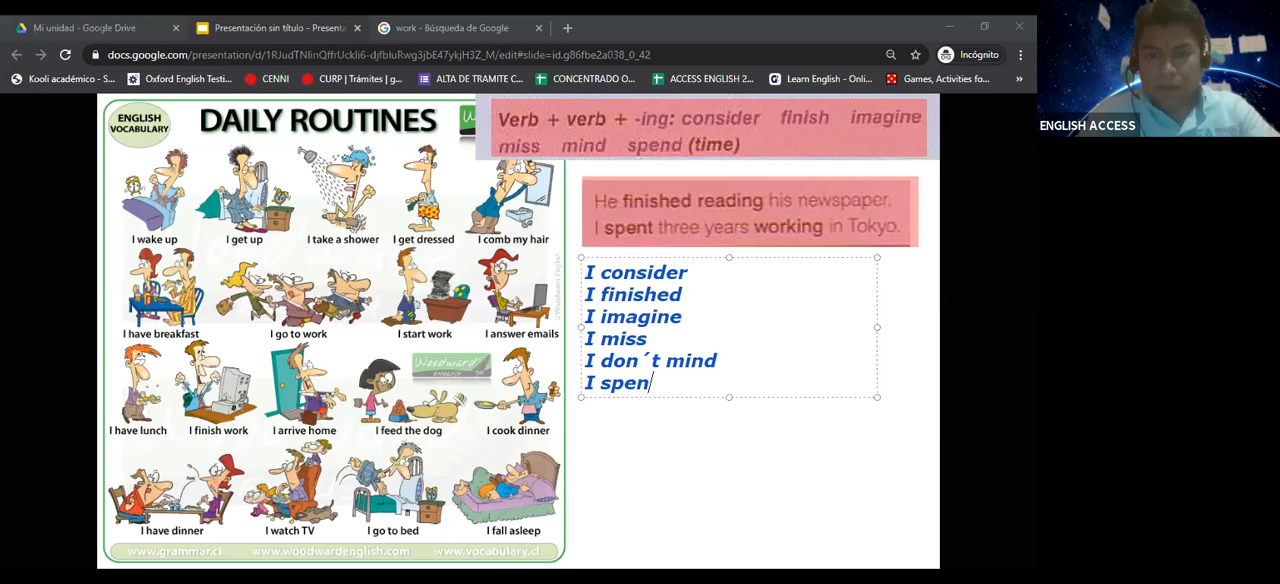 Mi unidad - Google Drive
Presentación sin título - Presenta
work - Búsqueda de Google
docs.google.com/presentation/d/1RJudTNlinQffrUckIi6-djfbIuRwg3jbE47ykjH3Z_M/edit#slide=id.g86fbe2a038_0_42
Incógnito
Kooli académico - S...
Oxford English Testi...
CENNI
CURP | Trámites | g...
ALTA DE TRAMITE C...
CONCENTRADO O...
ACCESS ENGLISH 2...
Learn English - Onli...
Games, Activities fo...
»
ENGLISH ACCESS
ENGLISH
VOCABULARY
DAILY ROUTINES
Verb + verb + -ing: consider finish imagine
miss mind spend (time)
He finished reading his newspaper.
I spent three years working in Tokyo.
I wake up
I get up
I take a shower
I get dressed
I comb my hair
I have breakfast
I go to work
I start work
I answer emails
Woodward
ENGLISH
I have lunch
I finish work
I arrive home
I feed the dog
I cook dinner
I have dinner
I watch TV
I go to bed
I fall asleep
www.grammar.cl www.woodwardenglish.com www.vocabulary.cl
I consider
I finished
I imagine
I miss
I don´t mind
I spen